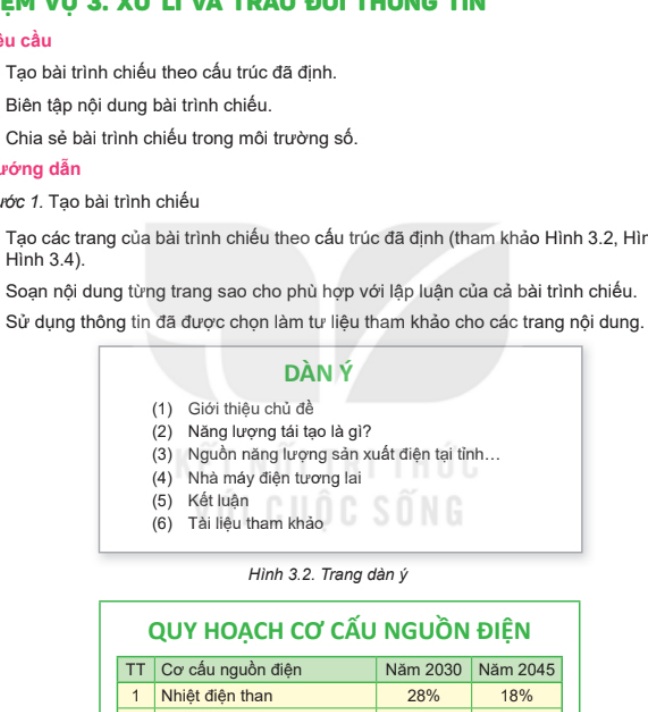 VỤ 3. XỬ LÍ VÀ TRAO ĐỔI THÔNG TIN
cầu
Tạo bài trình chiếu theo cấu trúc đã định.
Biên tập nội dung bài trình chiếu.
Chia sẻ bài trình chiếu trong môi trường số.
dẫn
1. Tạo bài trình chiếu
Tạo các trang của bài trình chiếu theo cấu trúc đã định (tham khảo Hình 3.2,
Hình 3.4).
Soạn nội dung từng trang sao cho phù hợp với lập luận của cả bài trình chiếu.
Sử dụng thông tin đã được chọn làm tư liệu tham khảo cho các trang nội dung.
DÀN Ý
(1) Giới thiệu chủ đề
(2) Năng lượng tái tạo là gì?
(3) Nguồn năng lượng sản xuất điện tại tỉnh...
(4) Nhà máy điện tương lai
(5) Kết luận
(6) Tài liệu tham khảo
KẾT NỐI TRI THỨC
VỚI CUỘC SỐNG
Hình 3.2. Trang dàn ý
QUY HOẠCH CƠ CẤU NGUỒN ĐIỆN
TT Cơ cấu nguồn điện Năm 2030 Năm 2045
1 Nhiệt điện than 28% 18%